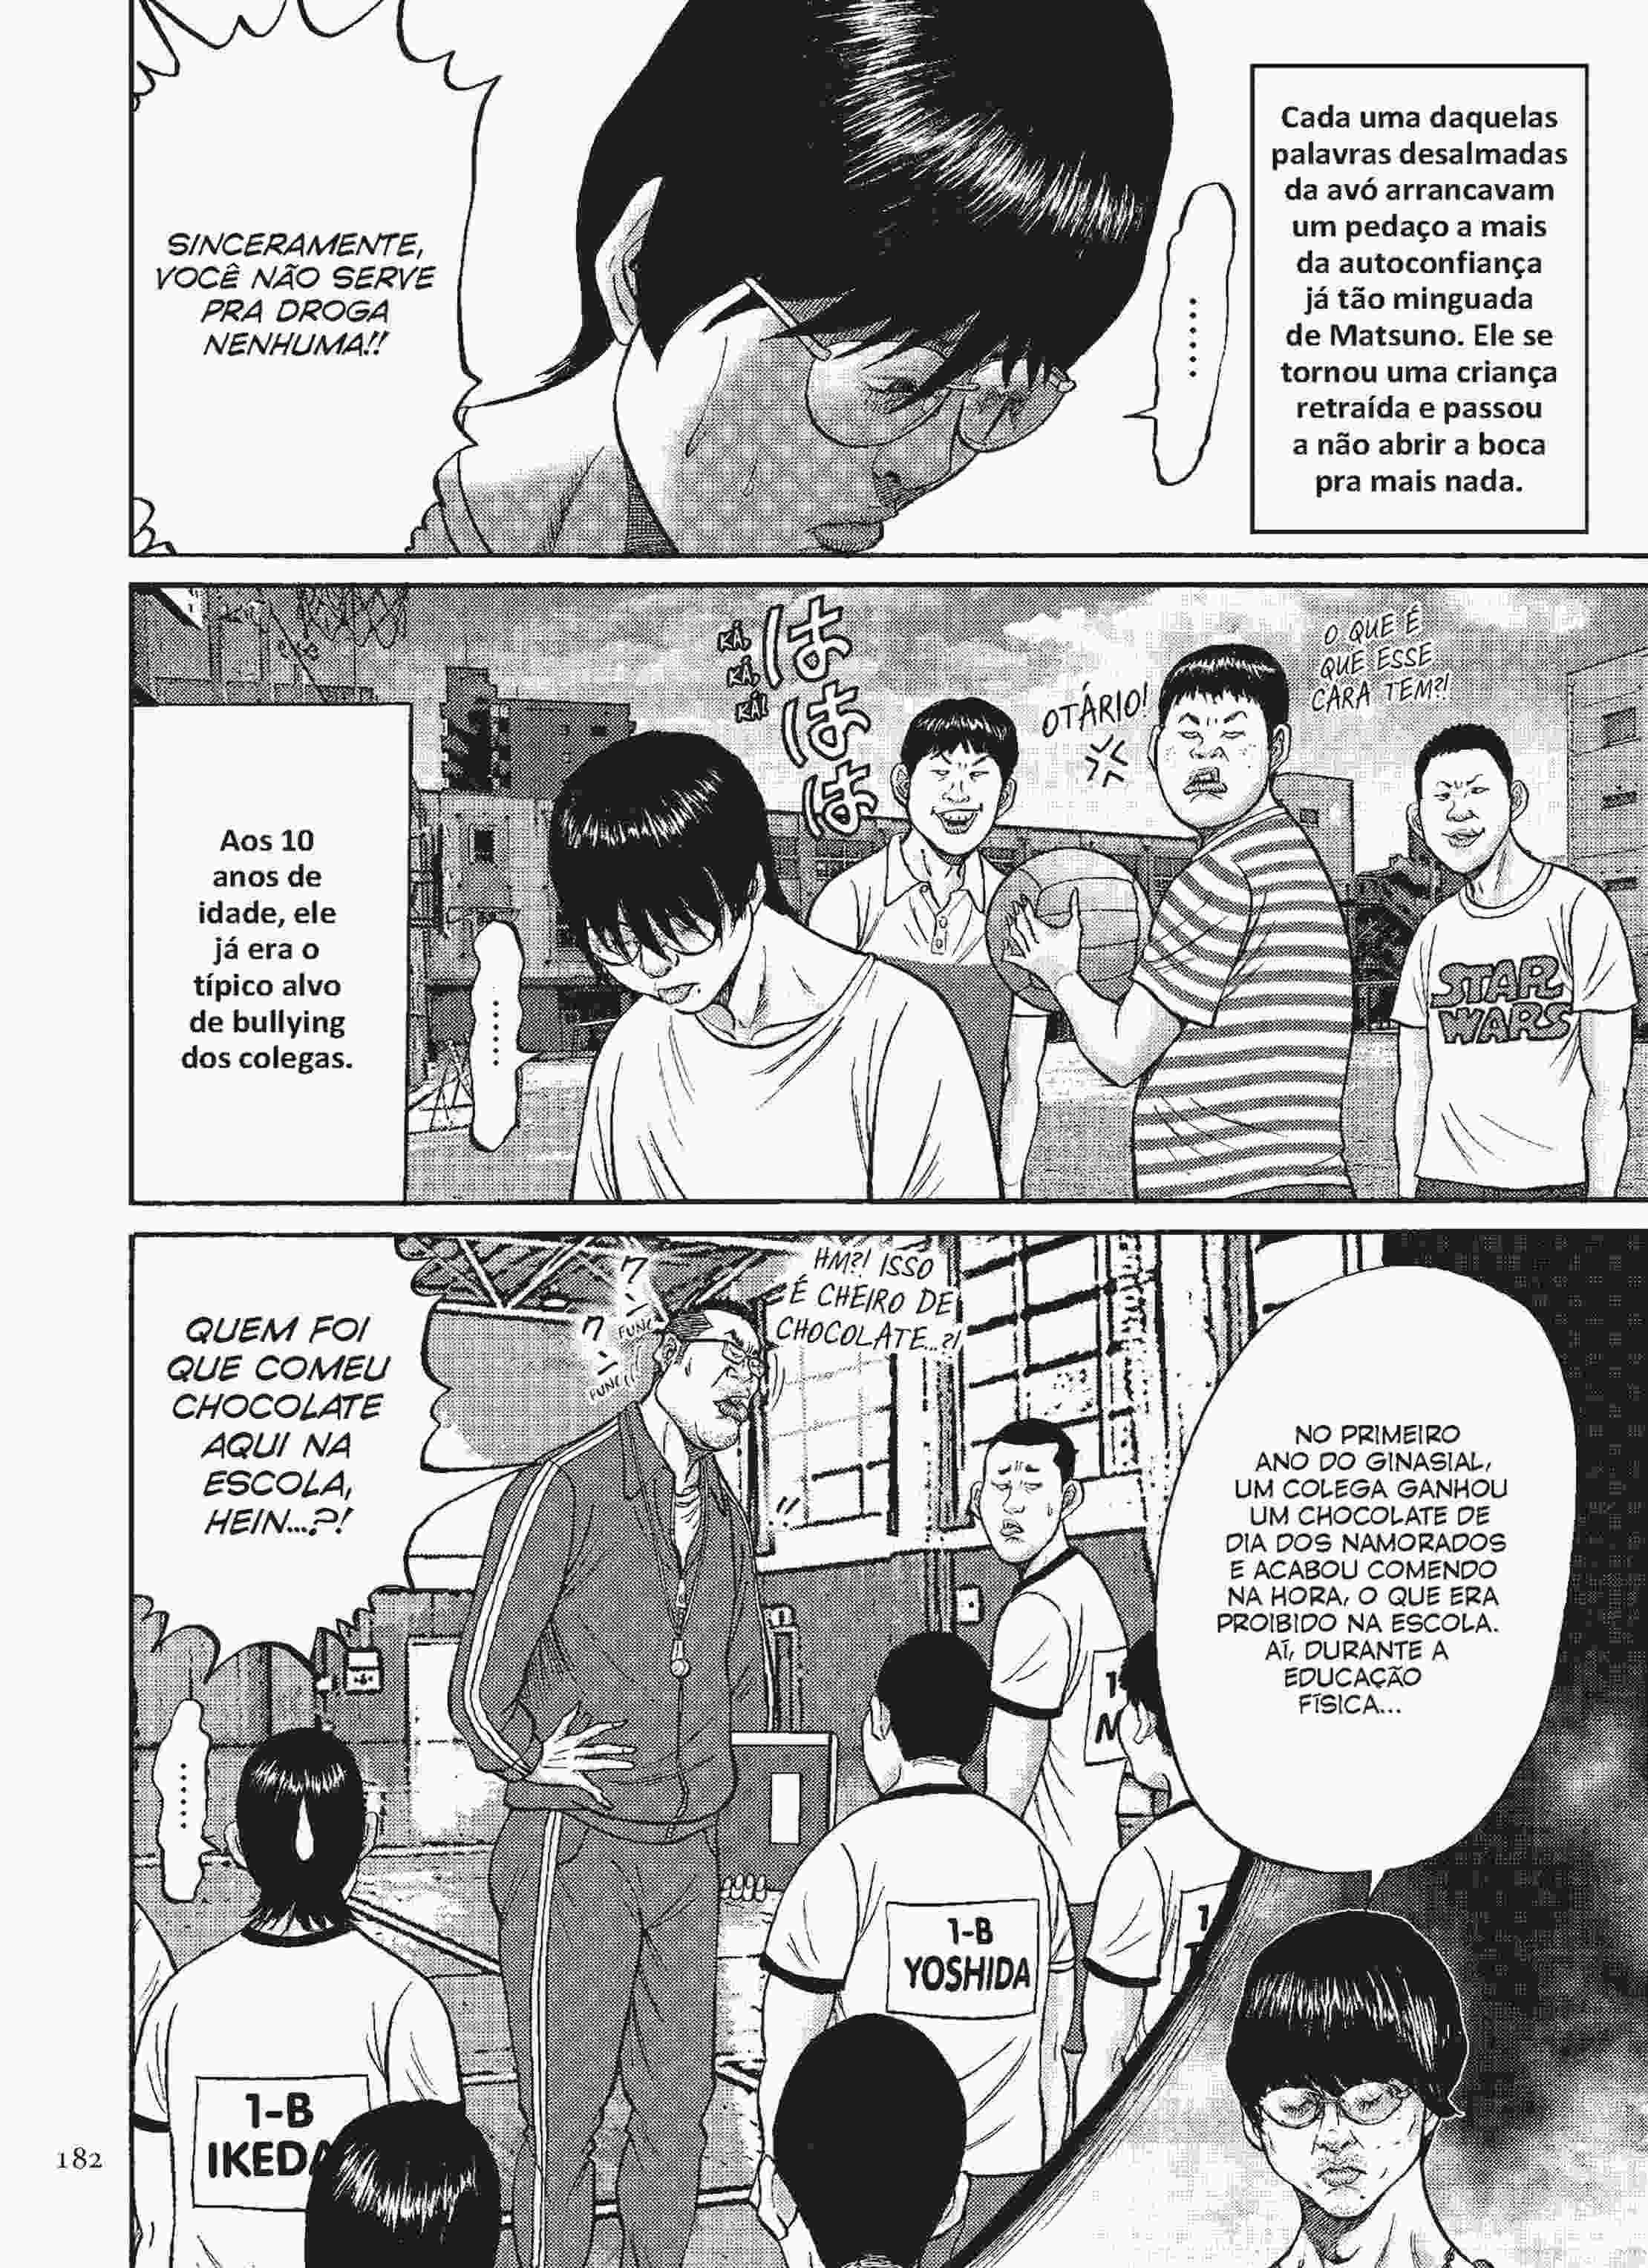 Cada uma daquelas
palavras desalmadas
da avó arrancavam
um pedaço a mais
da autoconfiança
já tão minguada
de Matsuno. Ele se
tornou uma criança
retraída e passou
a não abrir a boca
pra mais nada.
......
SINCERAMENTE,
VOCÊ NÃO SERVE
PRA DROGA
NENHUMA!!
O QUE É
QUE ESSE
CARA TEM?!
OTÁRIO!
ははは
KÁ,
KÁ,
KÁ!
STAR
WARS
......
Aos 10
anos de
idade, ele
já era o
típico alvo
de bullying
dos colegas.
NO PRIMEIRO
ANO DO GINASIAL,
UM COLEGA GANHOU
UM CHOCOLATE DE
DIA DOS NAMORADOS
E ACABOU COMENDO
NA HORA, O QUE ERA
PROIBIDO NA ESCOLA.
AÍ, DURANTE A
EDUCAÇÃO
FÍSICA...
HM?! ISSO
É CHEIRO DE
CHOCOLATE...?!
クン
FUNC
クン
FUNC
QUEM FOI
QUE COMEU
CHOCOLATE
AQUI NA
ESCOLA,
HEIN...?!
!!
......
1-B
YOSHIDA
1-B
IKEDA
182